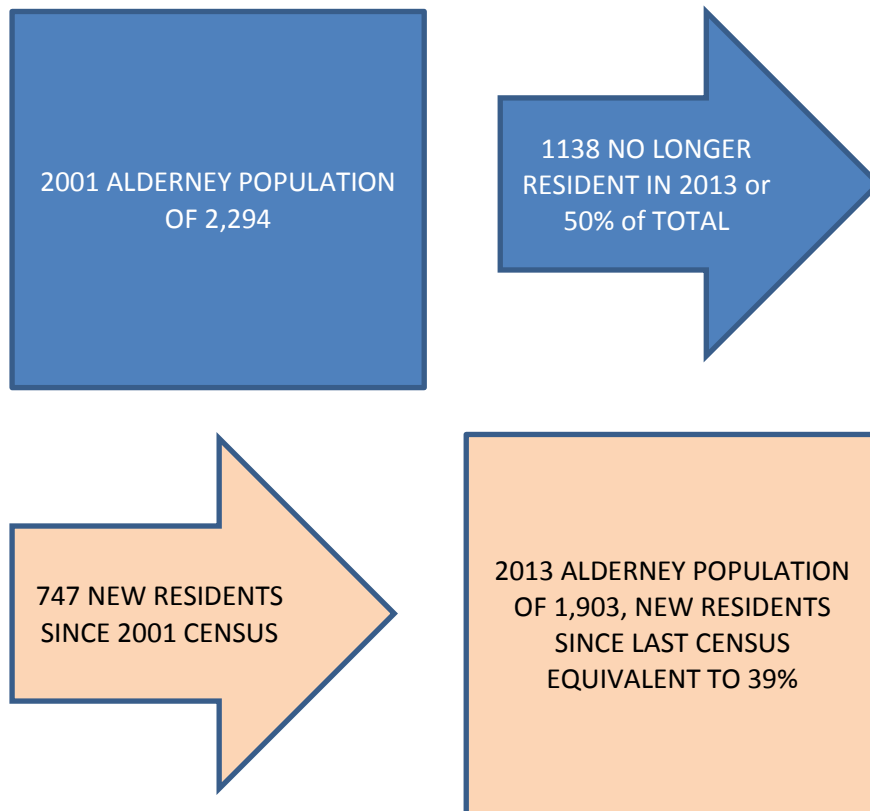 2001 ALDERNEY POPULATION
OF 2,294
1138 NO LONGER
RESIDENT IN 2013 or
50% of TOTAL
747 NEW RESIDENTS
SINCE 2001 CENSUS
2013 ALDERNEY POPULATION
OF 1,903, NEW RESIDENTS
SINCE LAST CENSUS
EQUIVALENT TO 39%